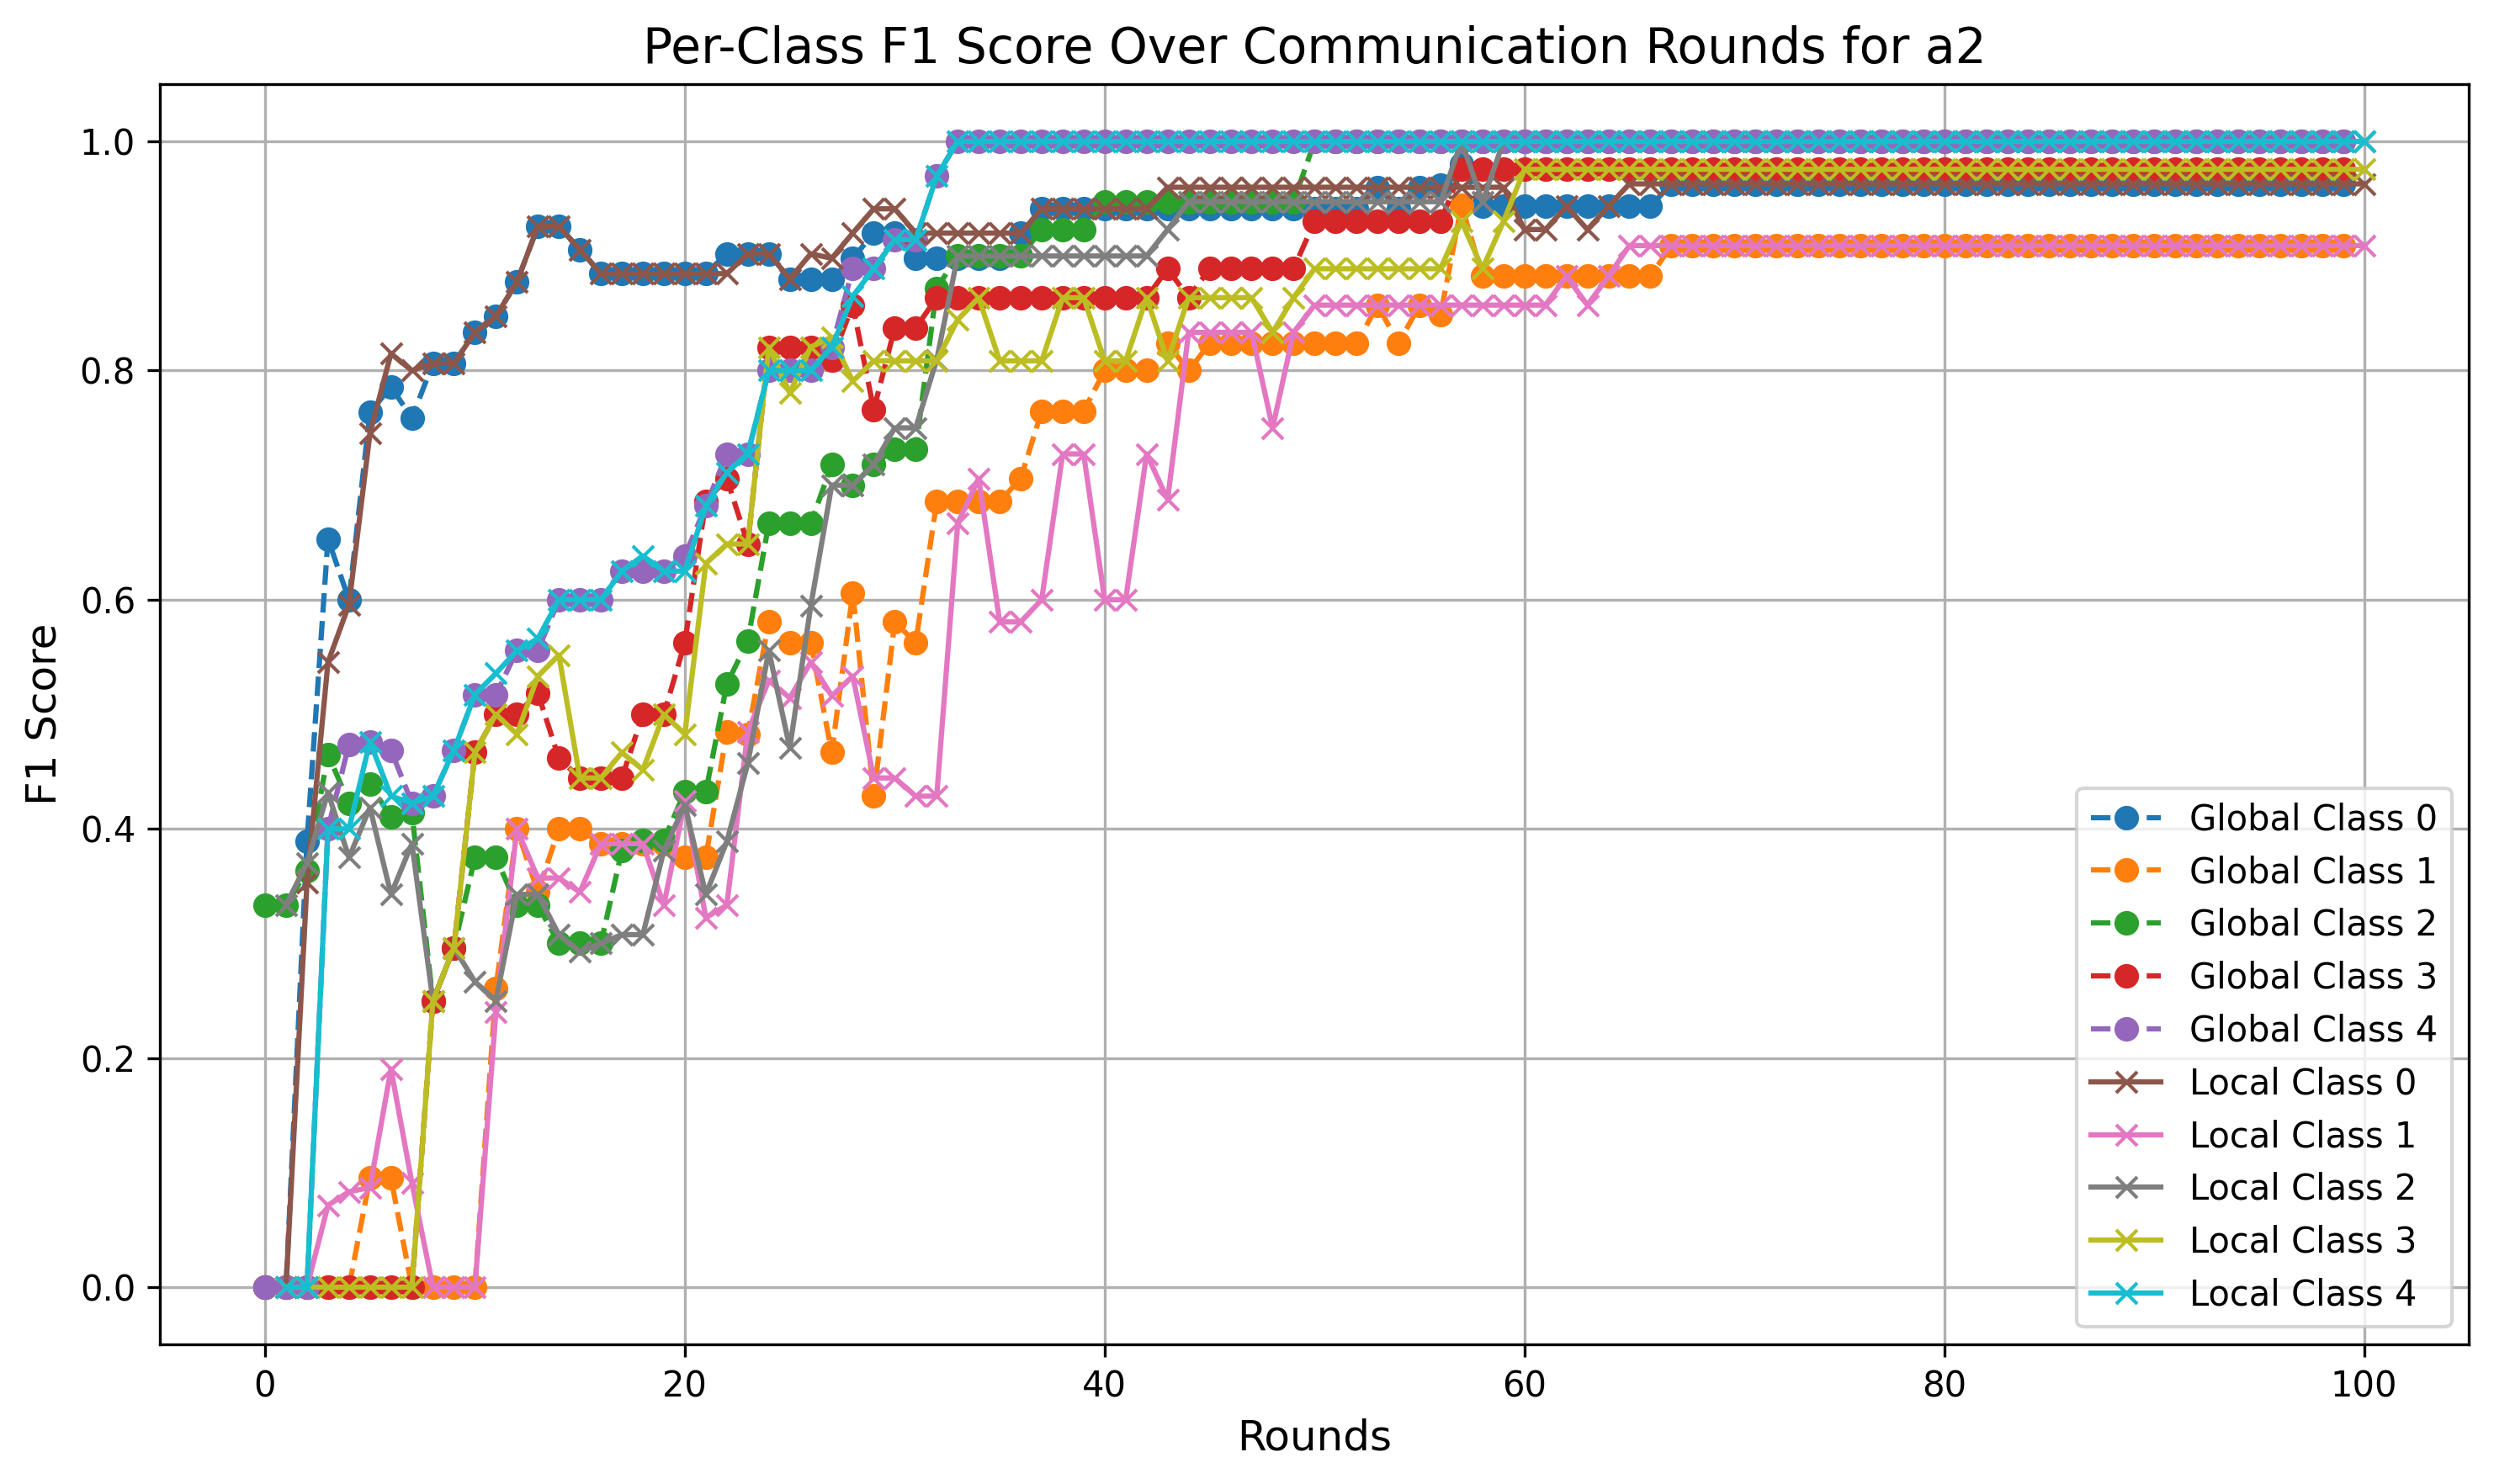 Per-Class F1 Score Over Communication Rounds for a2
1.0
0.8
0.6
0.4
0.2
0.0
F1 Score
0 20 40 60 80 100
Rounds
Global Class 0
Global Class 1
Global Class 2
Global Class 3
Global Class 4
Local Class 0
Local Class 1
Local Class 2
Local Class 3
Local Class 4